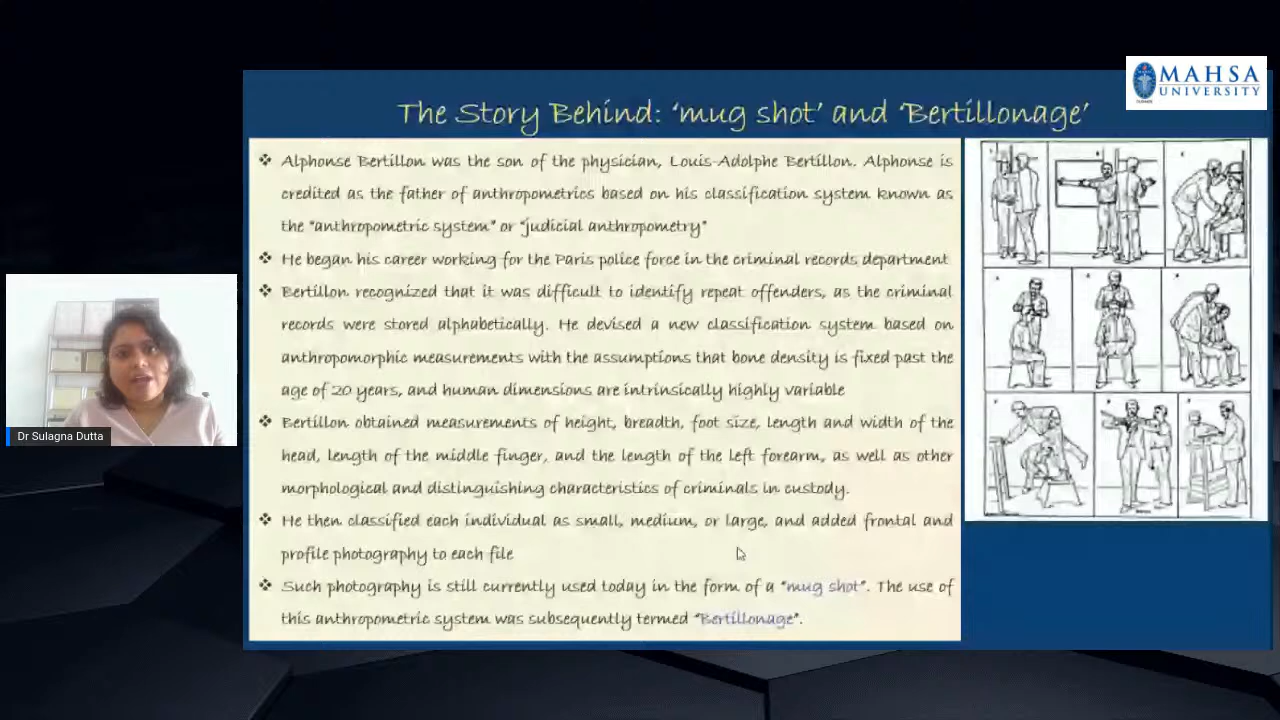 MAHSA
UNIVERSITY
The Story Behind: ‘mug shot’ and ‘Bertillonage’
❖ Alphonse Bertillon was the son of the physician, Louis-Adolphe Bertillon. Alphonse is
credited as the father of anthropometrics based on his classification system known as
the “anthropometric system” or “judicial anthropometry”
❖ He began his career working for the Paris police force in the criminal records department
❖ Bertillon recognized that it was difficult to identify repeat offenders, as the criminal
records were stored alphabetically. He devised a new classification system based on
anthropomorphic measurements with the assumptions that bone density is fixed past the
age of 20 years, and human dimensions are intrinsically highly variable
❖ Bertillon obtained measurements of height, breadth, foot size, length and width of the
head, length of the middle finger, and the length of the left forearm, as well as other
morphological and distinguishing characteristics of criminals in custody.
❖ He then classified each individual as small, medium, or large, and added frontal and
profile photography to each file
❖ Such photography is still currently used today in the form of a “mug shot”. The use of
this anthropometric system was subsequently termed “Bertillonage”.
Dr Sulagna Dutta